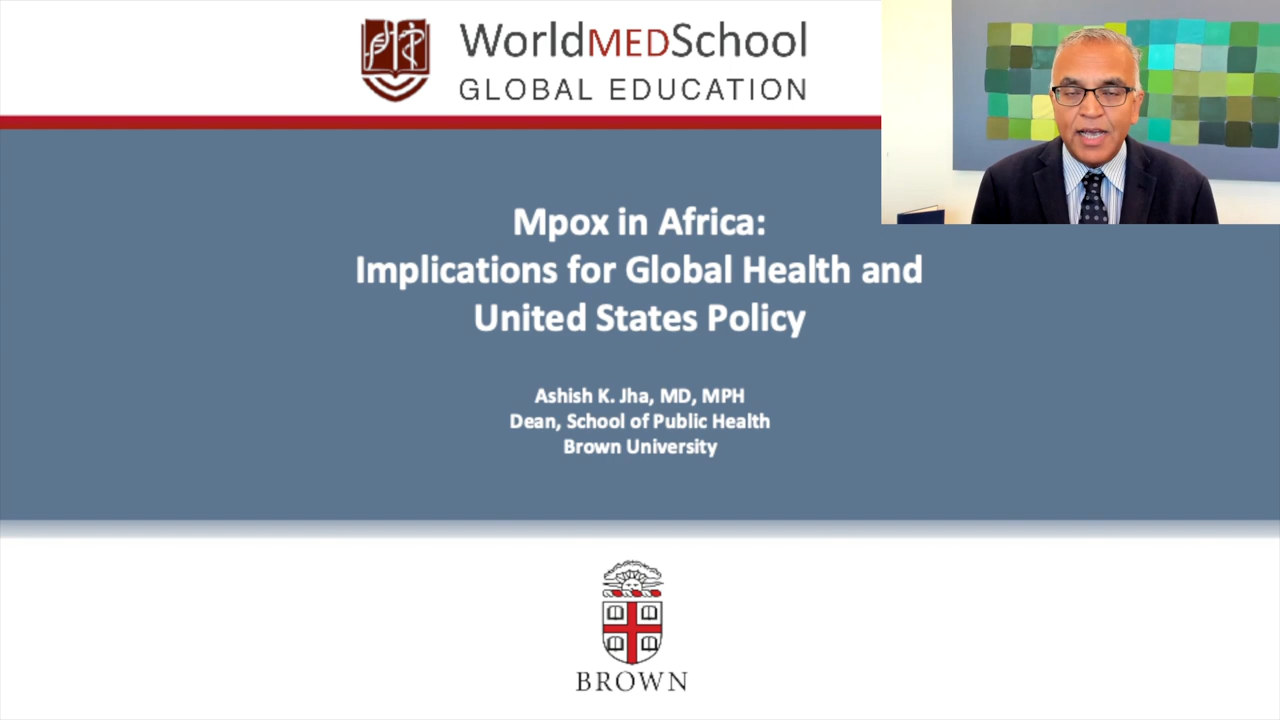 WorldMEDSchool
GLOBAL EDUCATION
Mpox in Africa:
Implications for Global Health and
United States Policy
Ashish K. Jha, MD, MPH
Dean, School of Public Health
Brown University
BROWN